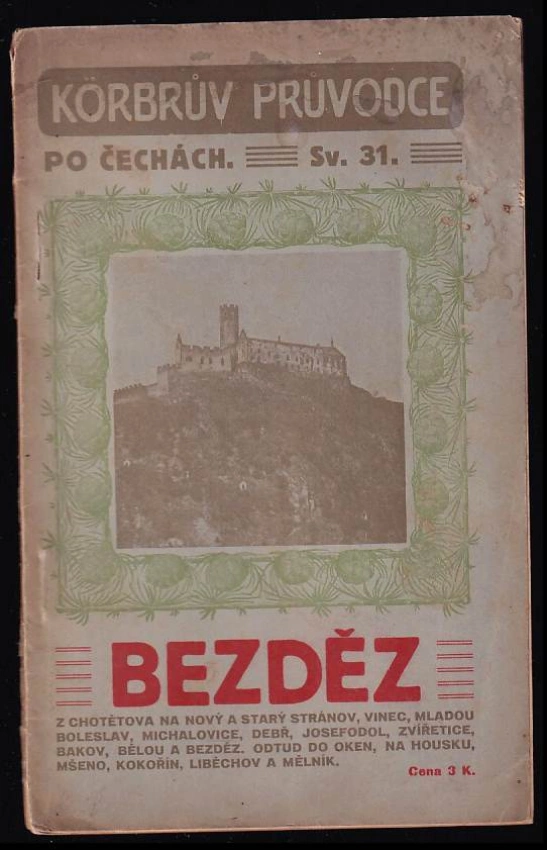 KORBRŮV PRŮVODCE
PO ČECHÁCH. Sv. 31.
BEZDĚZ
Z CHOTĚTOVA NA NOVÝ A STARÝ STRÁNOV, VINEC, MLADOU
BOLESLAV, MICHALOVICE, DEBŘ, JOSEFODOL, ZVÍŘETICE,
BAKOV, BĚLOU A BEZDĚZ. ODTUD DO OKEN, NA HOUSKU,
MŠENO, KOKOŘÍN, LIBĚCHOV A MĚLNÍK.
Cena 3 K.